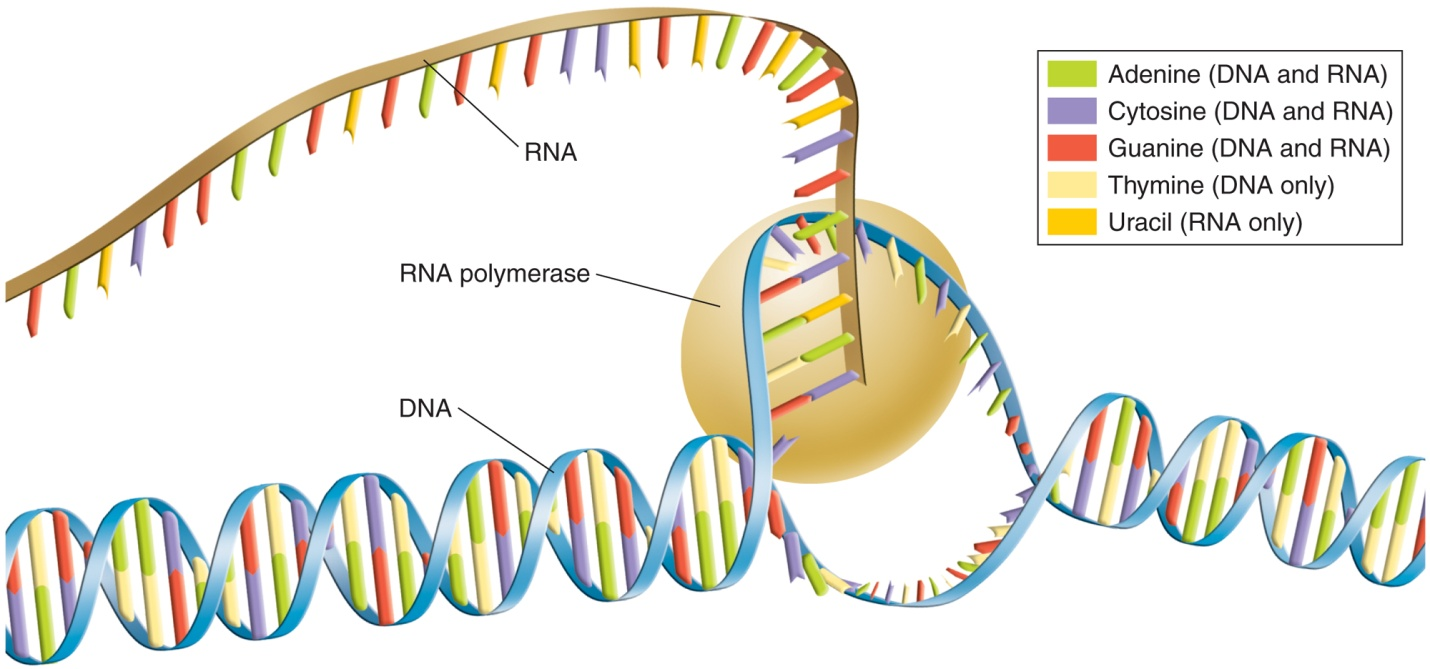 RNA
RNA polymerase
DNA
Adenine (DNA and RNA)
Cytosine (DNA and RNA)
Guanine (DNA and RNA)
Thymine (DNA only)
Uracil (RNA only)